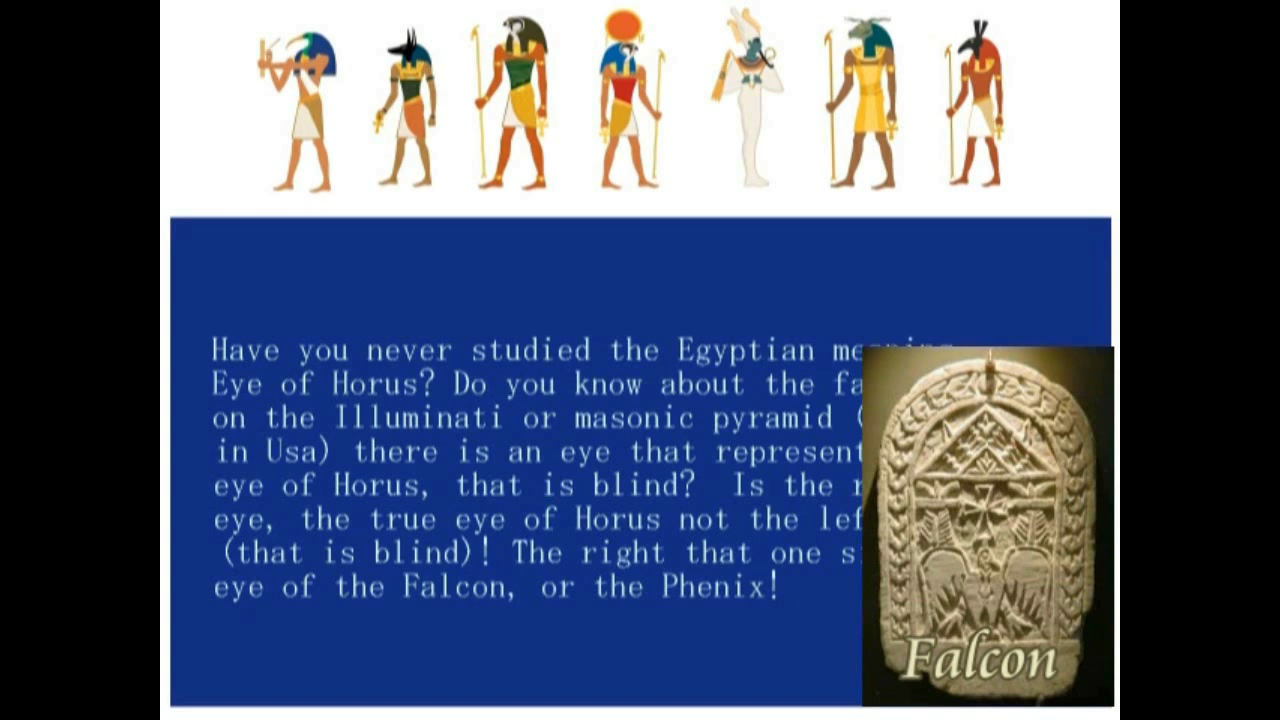 Have you never studied the Egyptian
Eye of Horus? Do you know about the
on the Illuminati or masonic pyramid (
in Usa) there is an eye that represent
eye of Horus, that is blind? Is the
eye, the true eye of Horus not the
(that is blind)! The right that one
eye of the Falcon, or the Phenix!
Falcon